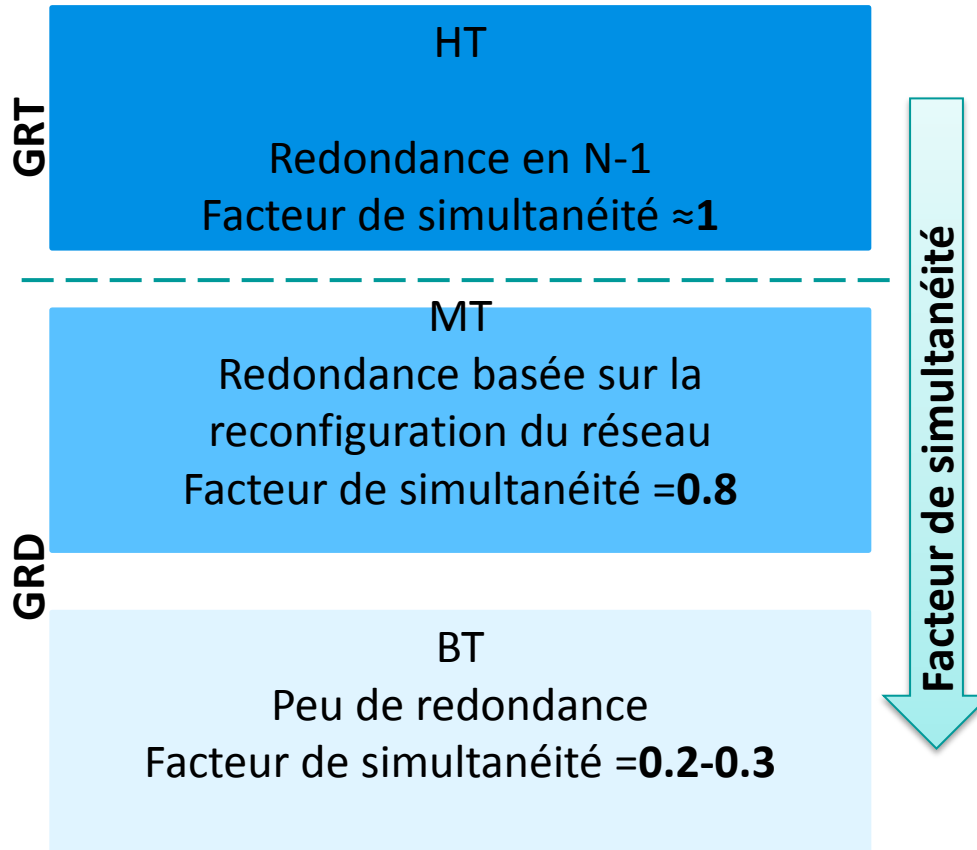 GRT
HT
Redondance en N-1
Facteur de simultanéité ≈1
MT
Redondance basée sur la
reconfiguration du réseau
Facteur de simultanéité =0.8
GRD
BT
Peu de redondance
Facteur de simultanéité =0.2-0.3
Facteur de simultanéité